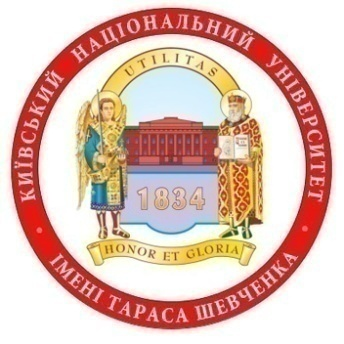 КИЇВСЬКИЙ НАЦІОНАЛЬНИЙ УНІВЕРСИТЕТ
ІМЕНІ ТАРАСА ШЕВЧЕНКА
UTILITAS
1834
HONOR ET GLORIA